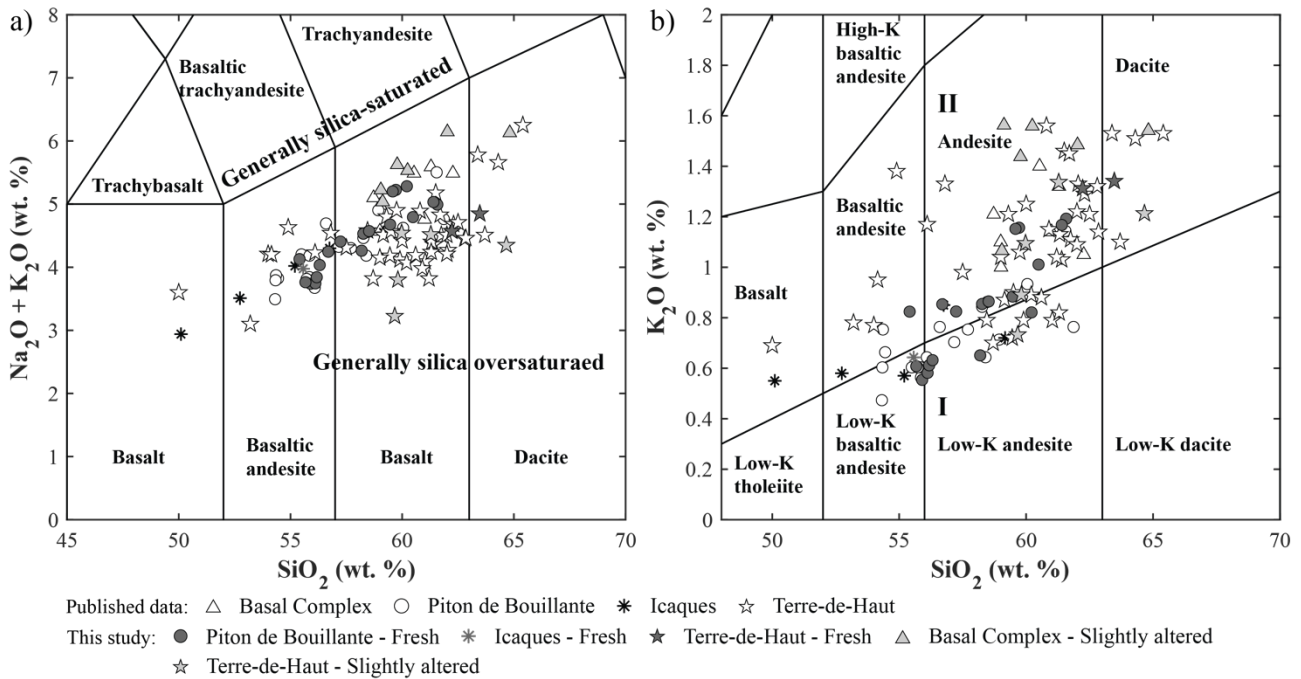 a)
8
7
6
5
4
3
2
1
0
Na2O + K2O (wt. %)
45
50
55
60
65
70
SiO2 (wt. %)
Trachyandesite
Basaltic
trachyandesite
Generally silica-saturated
Trachybasalt
Generally silica oversaturaed
Basalt
Basaltic
andesite
Basalt
Dacite
b)
2
1.8
1.6
1.4
1.2
1
0.8
0.6
0.4
0.2
0
K2O (wt. %)
50
55
60
65
70
SiO2 (wt. %)
High-K
basaltic
andesite
Dacite
II
Andesite
Basaltic
andesite
Basalt
I
Low-K
tholeiite
Low-K
basaltic
andesite
Low-K andesite
Low-K dacite
Published data: Basal Complex Piton de Bouillante Icaques Terre-de-Haut
This study: Piton de Bouillante - Fresh Icaques - Fresh Terre-de-Haut - Fresh Basal Complex - Slightly altered
Terre-de-Haut - Slightly altered